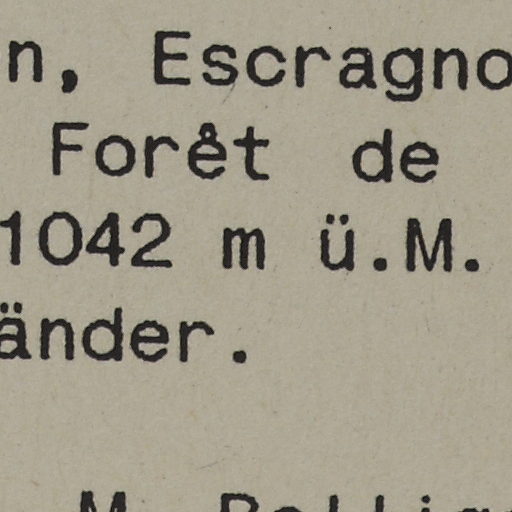 n, Escragno
Forêt de
1042 m ü.M.
änder.
M.